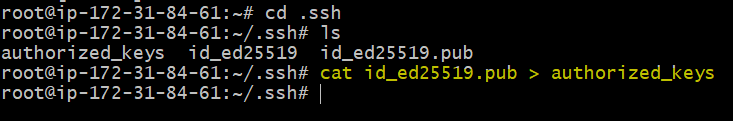 root@ip-172-31-84-61:~# cd .ssh
root@ip-172-31-84-61:~/.ssh# ls
authorized_keys  id_ed25519  id_ed25519.pub
root@ip-172-31-84-61:~/.ssh# cat id_ed25519.pub > authorized_keys
root@ip-172-31-84-61:~/.ssh#